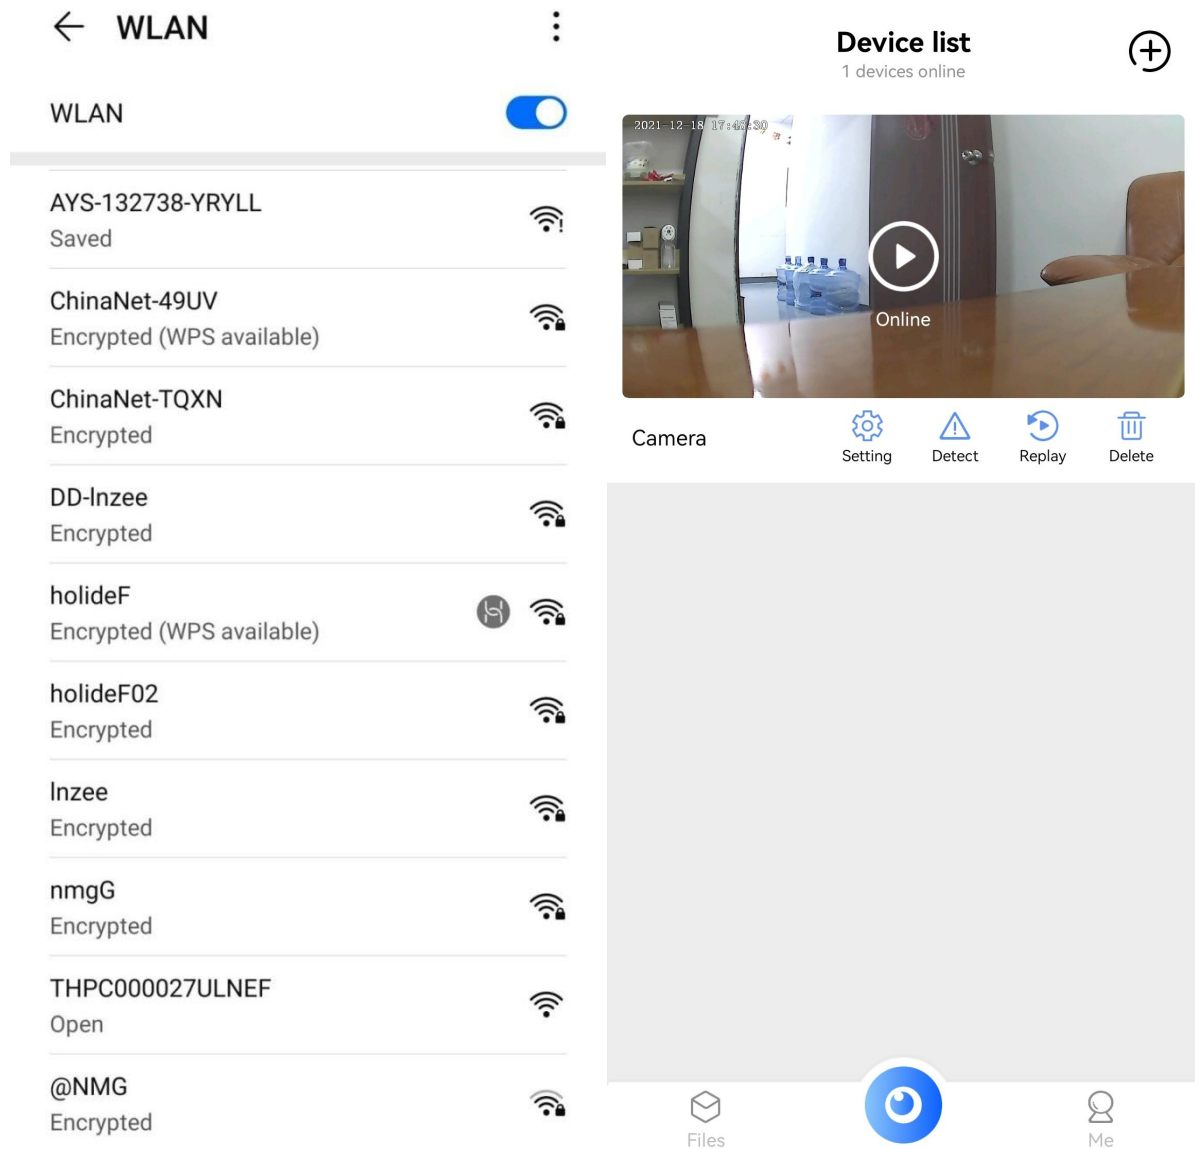 WLAN
WLAN
AYS-132738-YRYLL
Saved
ChinaNet-49UV
Encrypted (WPS available)
ChinaNet-TQXN
Encrypted
DD-lnzee
Encrypted
holideF
Encrypted (WPS available)
holideF02
Encrypted
lnzee
Encrypted
nmgG
Encrypted
THPC000027ULNEF
Open
@NMG
Encrypted
Device list
1 devices online
2021-12-18
Online
Camera
Setting
Detect
Replay
Delete
Files
Me